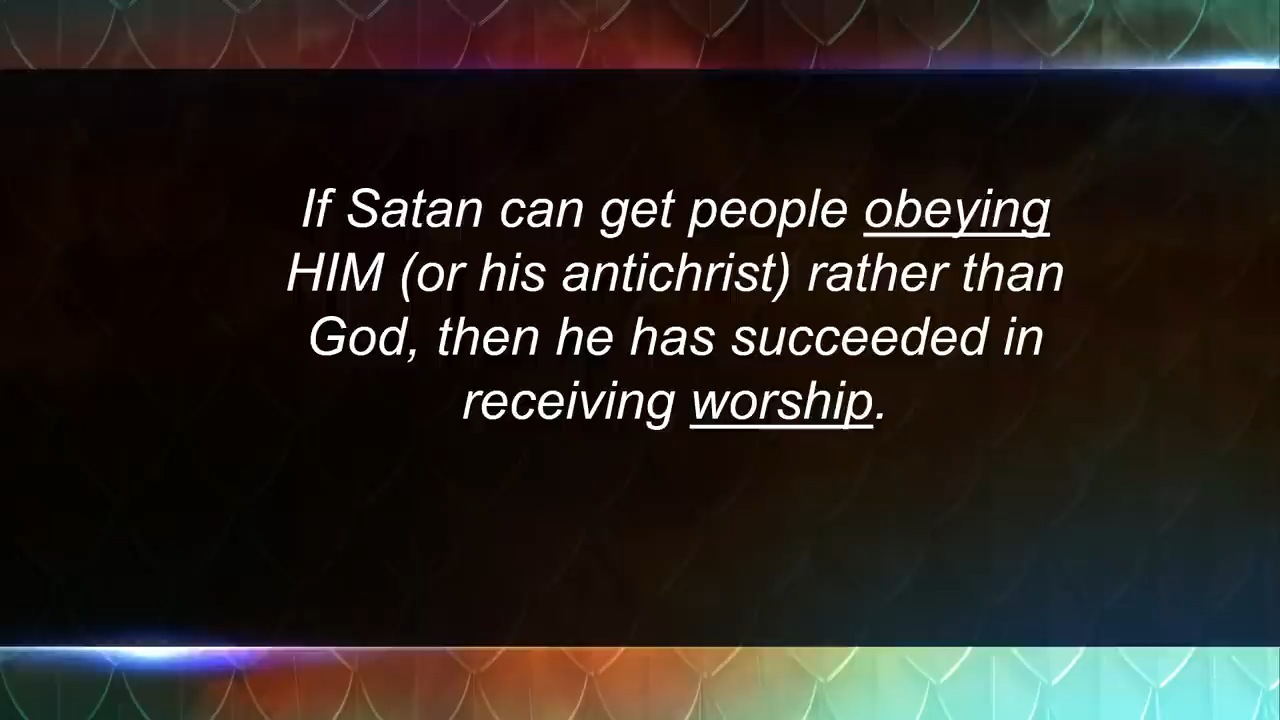 If Satan can get people obeying
HIM (or his antichrist) rather than
God, then he has succeeded in
receiving worship.